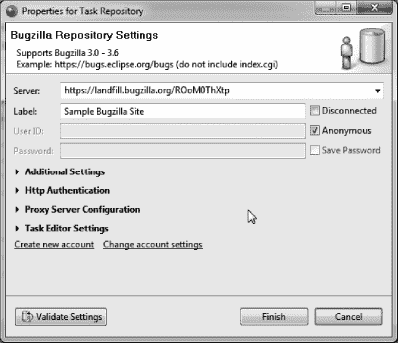 Properties for Task Repository
Bugzilla Repository Settings
Supports Bugzilla 3.0 - 3.6
Example: https://bugs.eclipse.org/bugs (do not include index.cgi)
Server: https://landfill.bugzilla.org/ROoM0ThXtp
Label: Sample Bugzilla Site Disconnected
User ID: Anonymous
Password: Save Password
Additional Settings
Http Authentication
Proxy Server Configuration
Task Editor Settings
Create new account Change account settings
Validate Settings Finish Cancel